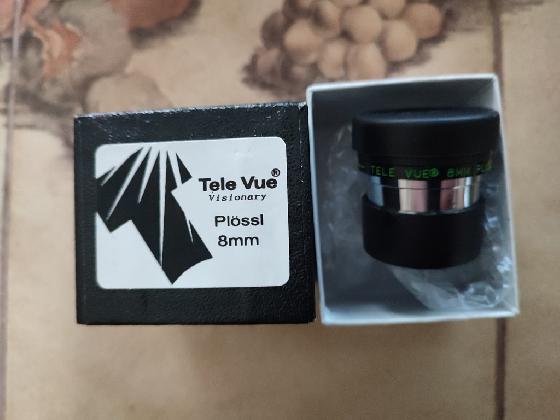 Tele Vue®
Visionary
Plössl
8mm
TELE VUE® 8MM